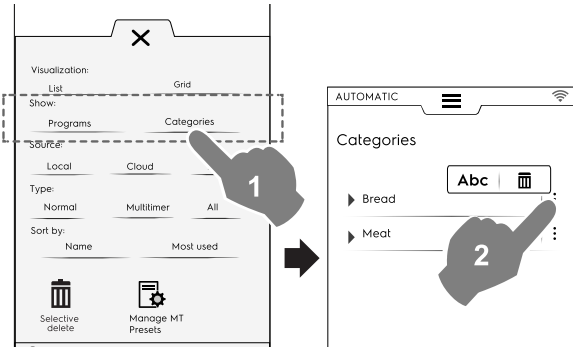 Visualization:
List Grid
Show:
Programs Categories
Source:
Local Cloud
Type:
Normal Multitimer All
Sort by:
Name Most used
Selective
delete
Manage MT
Presets
1
AUTOMATIC
Categories
Abc
Bread
Meat
2